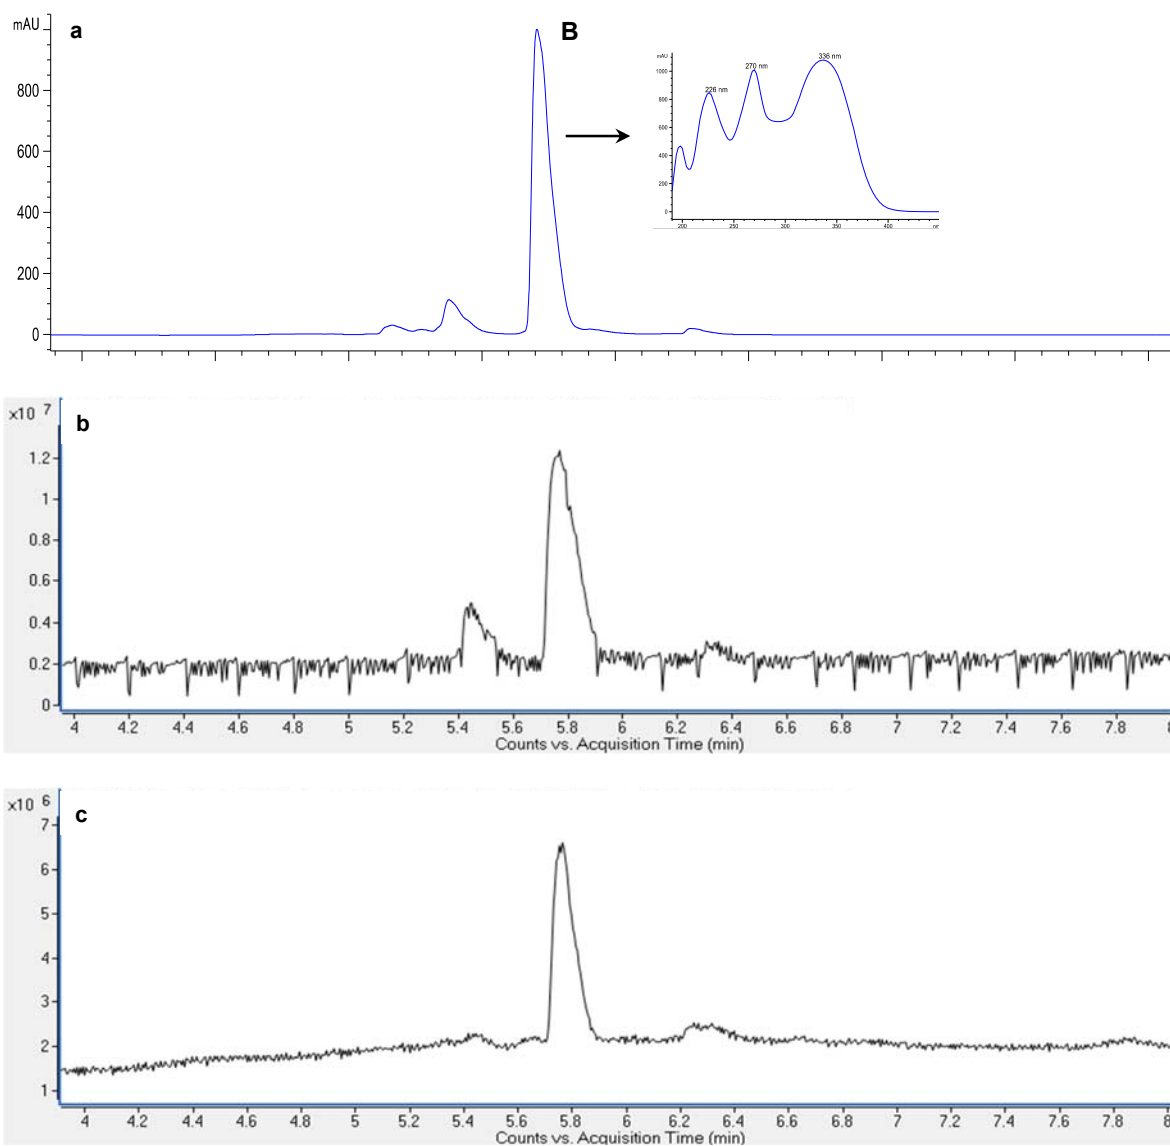 mAU
a
B
800
600
400
200
0
mAU
1000
800
600
400
200
0
226 nm
270 nm
336 nm
200
250
300
350
400
nm
x10 7
b
1.2
1
0.8
0.6
0.4
0.2
0
4 4.2 4.4 4.6 4.8 5 5.2 5.4 5.6 5.8 6 6.2 6.4 6.6 6.8 7 7.2 7.4 7.6 7.8 8
Counts vs. Acquisition Time (min)
x10 6
c
7
6
5
4
3
2
1
4 4.2 4.4 4.6 4.8 5 5.2 5.4 5.6 5.8 6 6.2 6.4 6.6 6.8 7 7.2 7.4 7.6 7.8 8
Counts vs. Acquisition Time (min)